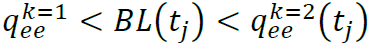 $q_{ee}^{k=1} < BL(t_j) < q_{ee}^{k=2}(t_j)$